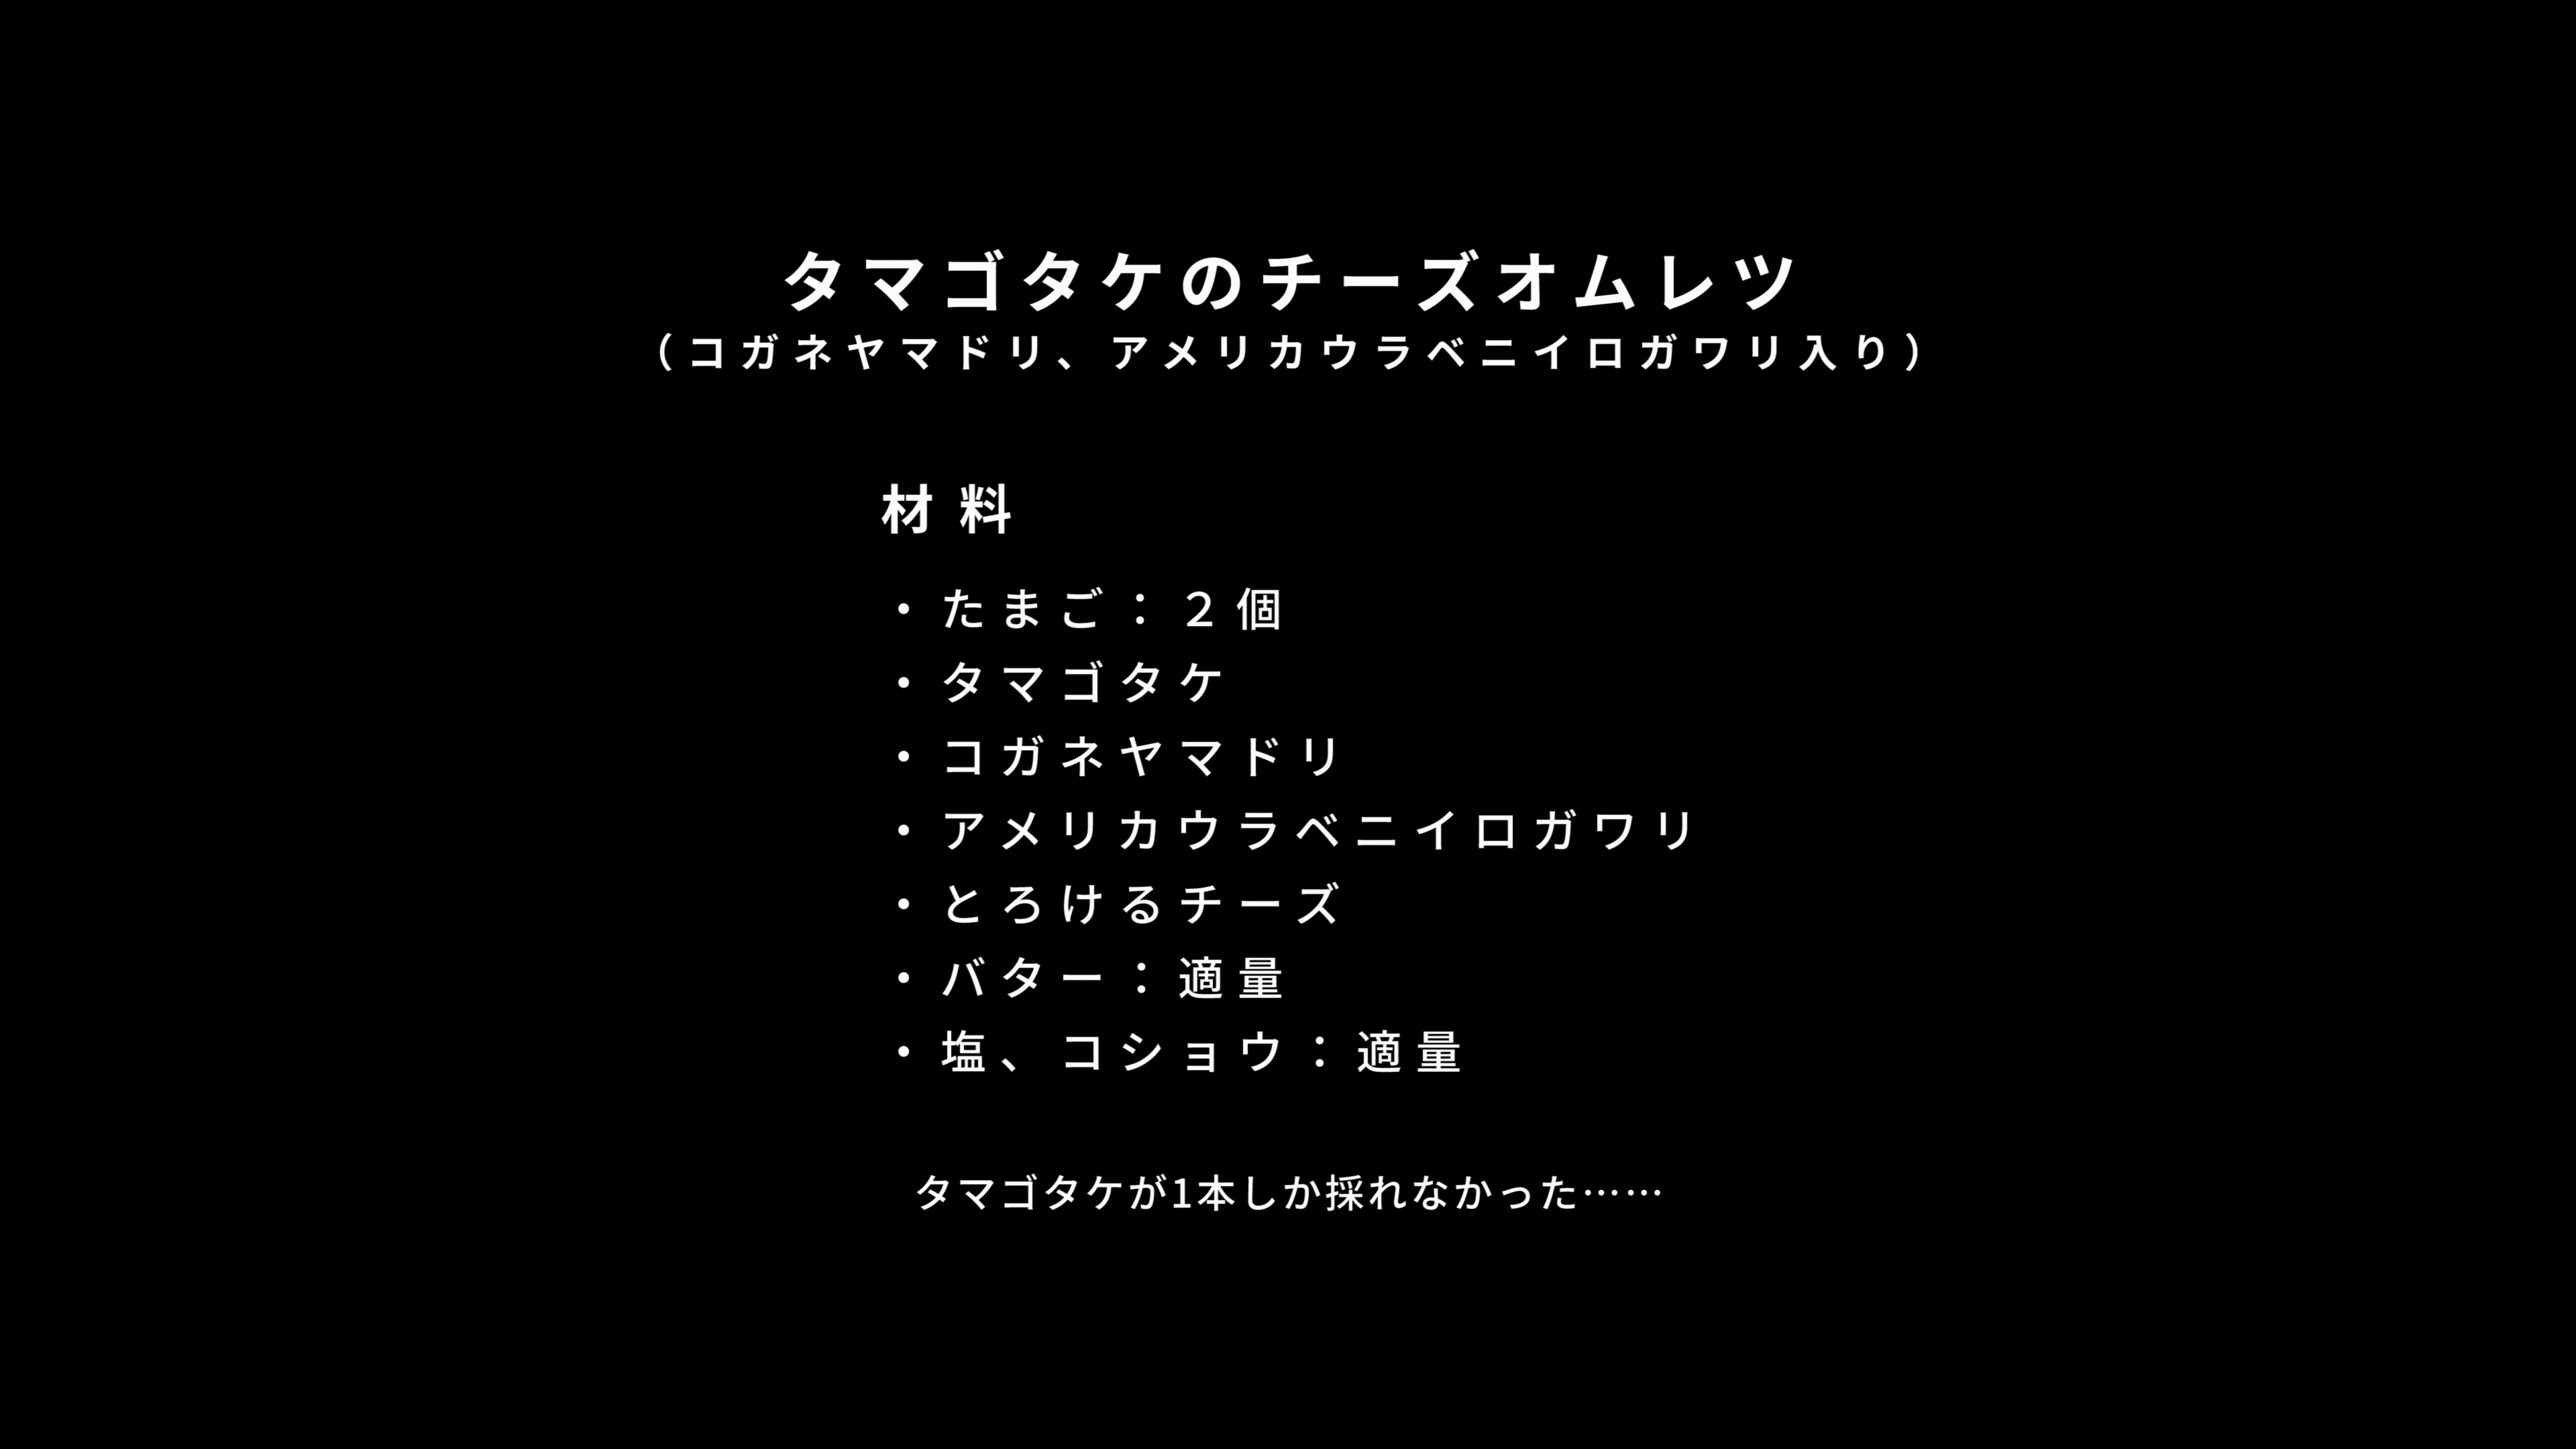 タマゴタケのチーズオムレツ
（コガネヤマドリ、アメリカウラベニイロガワリ入り）
材料
・たまご：２個
・タマゴタケ
・コガネヤマドリ
・アメリカウラベニイロガワリ
・とろけるチーズ
・バター：適量
・塩、コショウ：適量
タマゴタケが1本しか採れなかった……